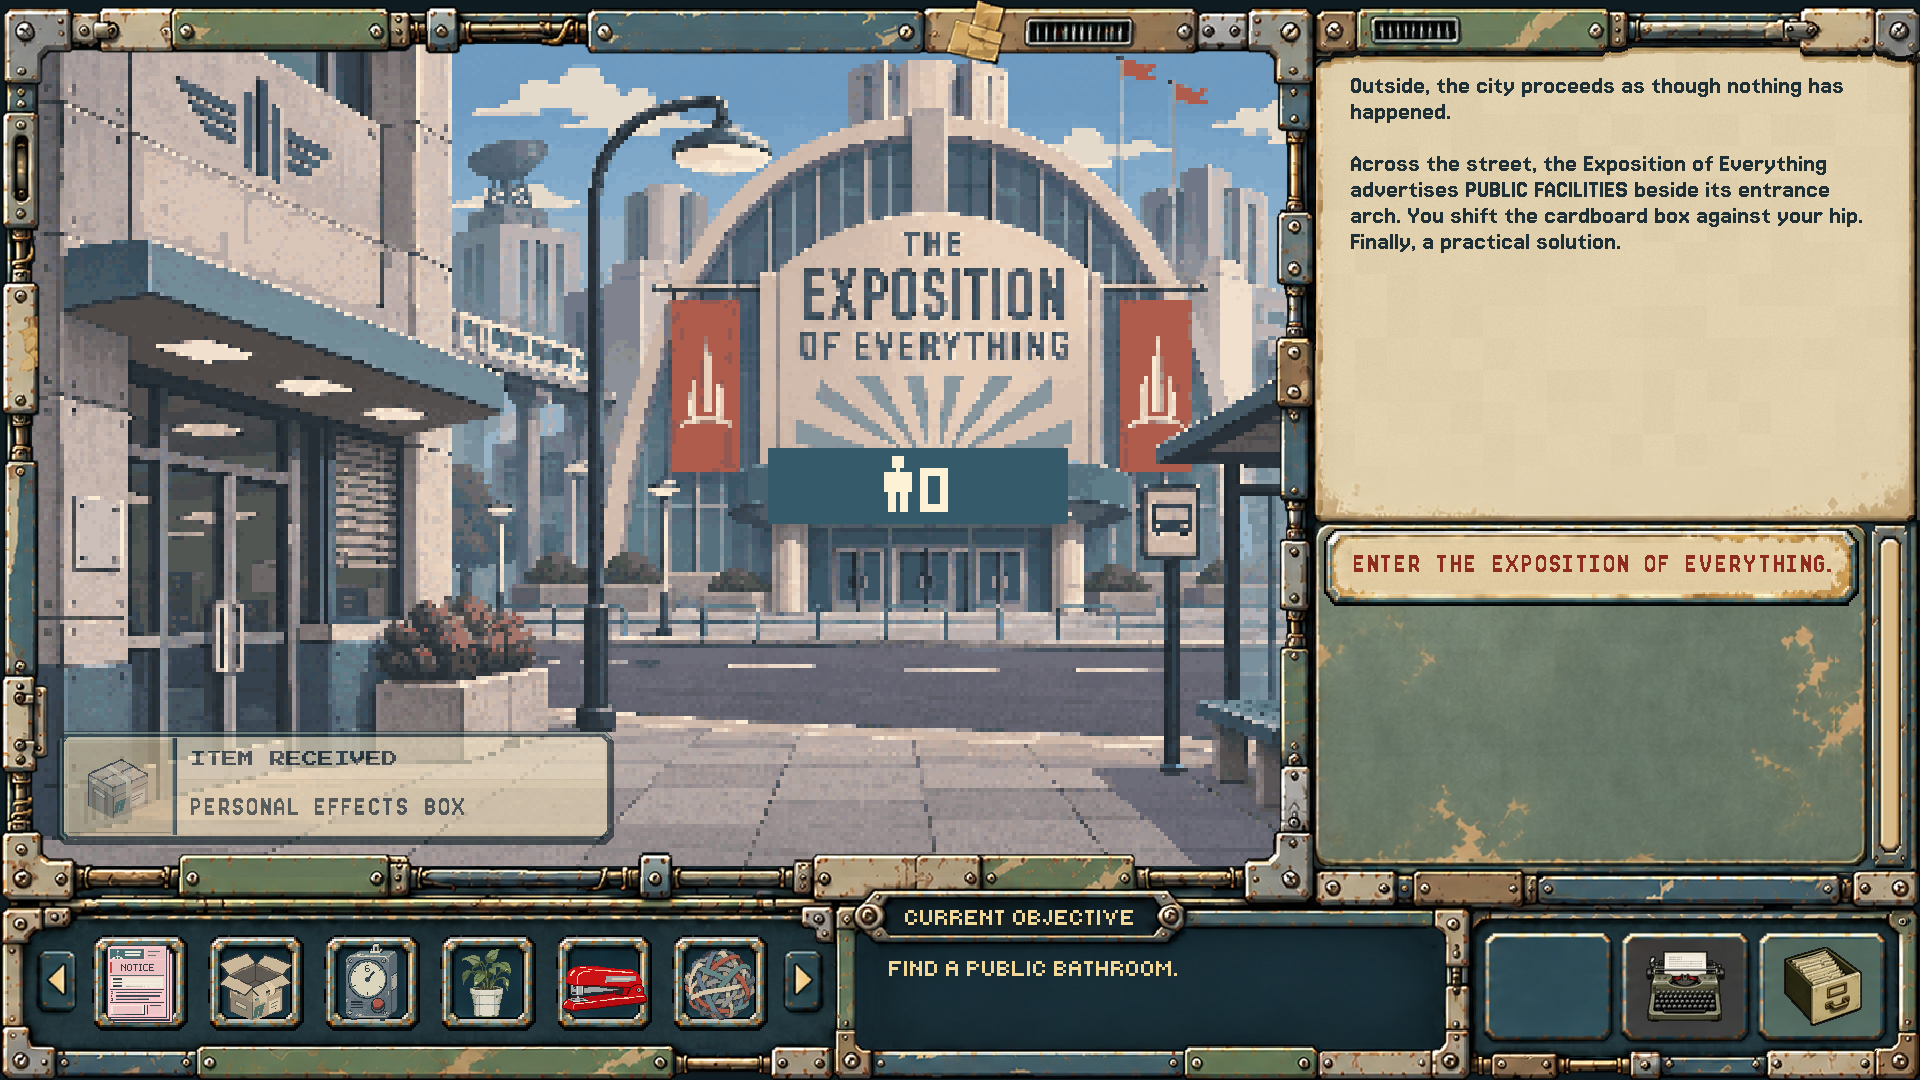 THE
EXPOSITION
OF EVERYTHING
ITEM RECEIVED
PERSONAL EFFECTS BOX
Outside, the city proceeds as though nothing has
happened.
Across the street, the Exposition of Everything
advertises PUBLIC FACILITIES beside its entrance
arch. You shift the cardboard box against your hip.
Finally, a practical solution.
ENTER THE EXPOSITION OF EVERYTHING.
NOTICE
6
CURRENT OBJECTIVE
FIND A PUBLIC BATHROOM.